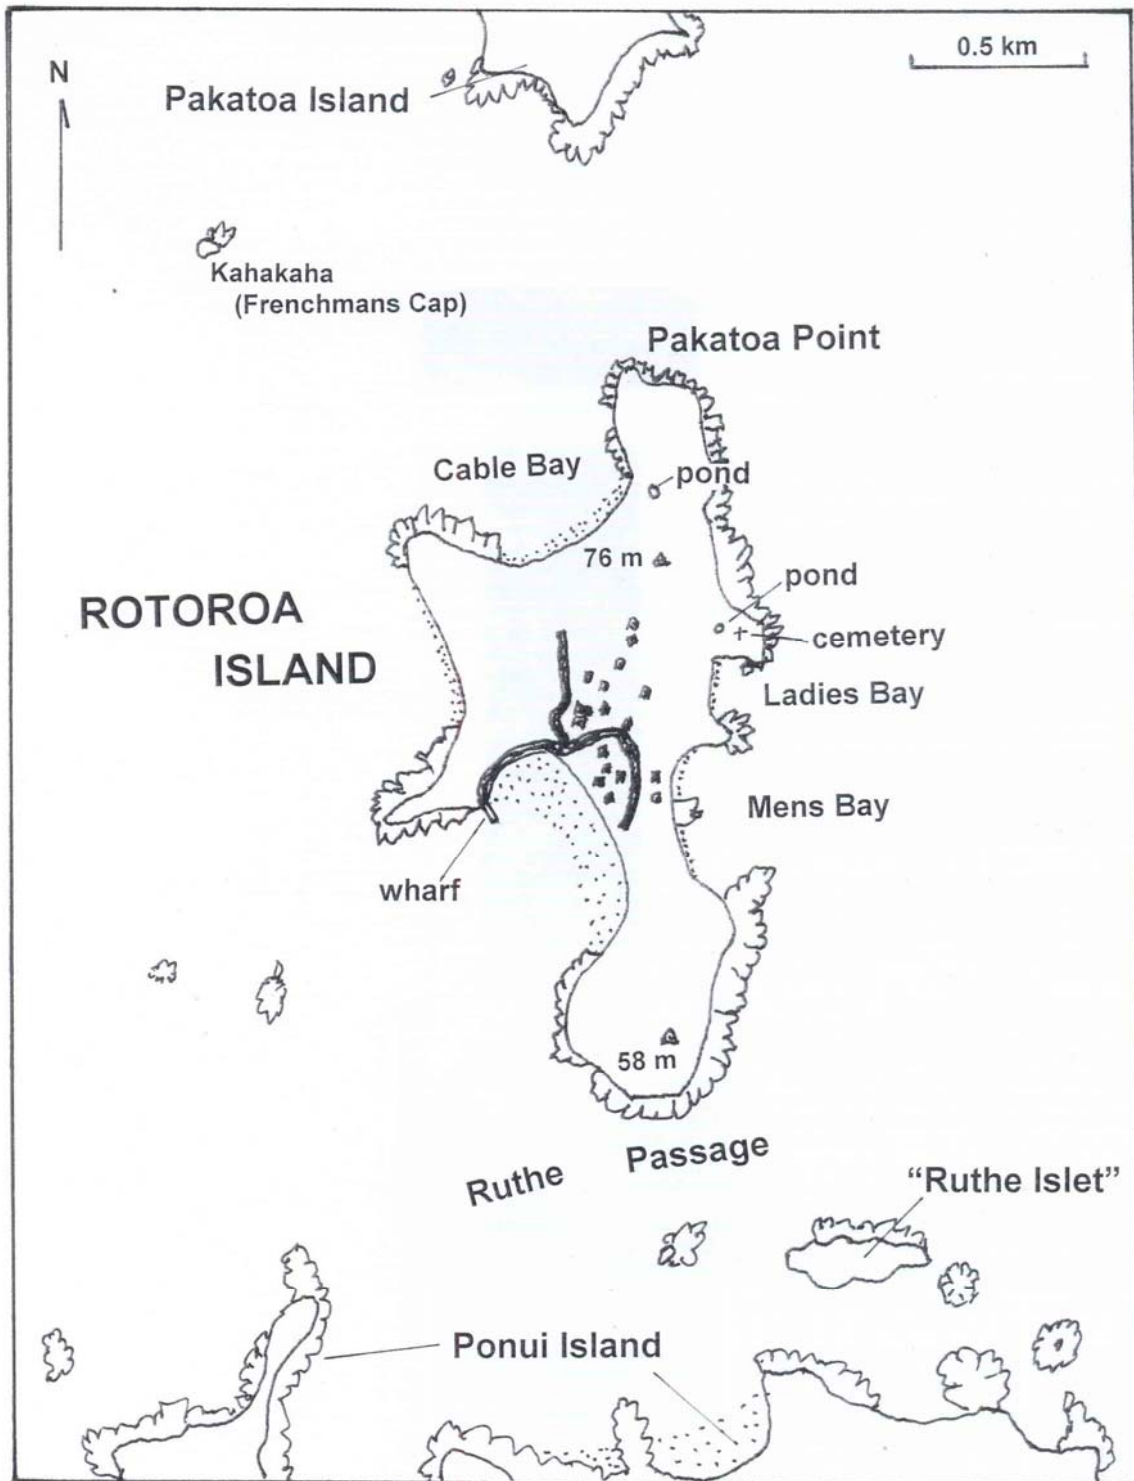 0.5 km
N
Pakatoa Island
Kahakaha
(Frenchmans Cap)
Pakatoa Point
Cable Bay
pond
76 m
pond
ROTOROA
ISLAND
cemetery
Ladies Bay
Mens Bay
wharf
58 m
Ruthe Passage
“Ruthe Islet”
Ponui Island